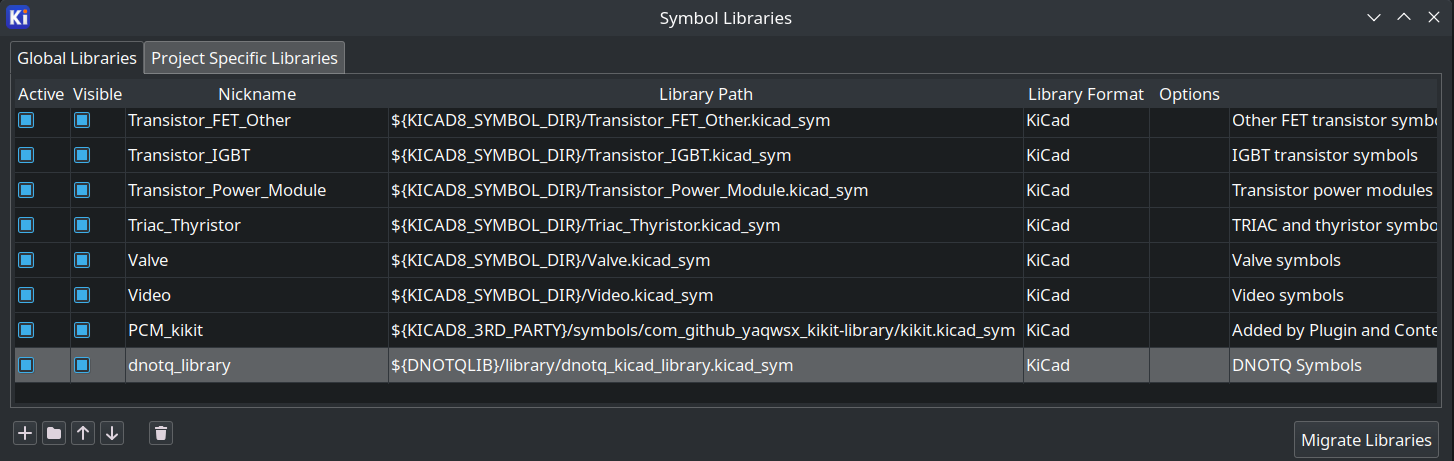 Ki Symbol Libraries
Global Libraries Project Specific Libraries
Active Visible Nickname Library Path Library Format Options
Transistor_FET_Other ${KICAD8_SYMBOL_DIR}/Transistor_FET_Other.kicad_sym KiCad Other FET transistor symbo
Transistor_IGBT ${KICAD8_SYMBOL_DIR}/Transistor_IGBT.kicad_sym KiCad IGBT transistor symbols
Transistor_Power_Module ${KICAD8_SYMBOL_DIR}/Transistor_Power_Module.kicad_sym KiCad Transistor power modules
Triac_Thyristor ${KICAD8_SYMBOL_DIR}/Triac_Thyristor.kicad_sym KiCad TRIAC and thyristor symbo
Valve ${KICAD8_SYMBOL_DIR}/Valve.kicad_sym KiCad Valve symbols
Video ${KICAD8_SYMBOL_DIR}/Video.kicad_sym KiCad Video symbols
PCM_kikit ${KICAD8_3RD_PARTY}/symbols/com_github_yaqwsx_kikit-library/kikit.kicad_sym KiCad Added by Plugin and Conte
dnotq_library ${DNOTQLIB}/library/dnotq_kicad_library.kicad_sym KiCad DNOTQ Symbols
Migrate Libraries